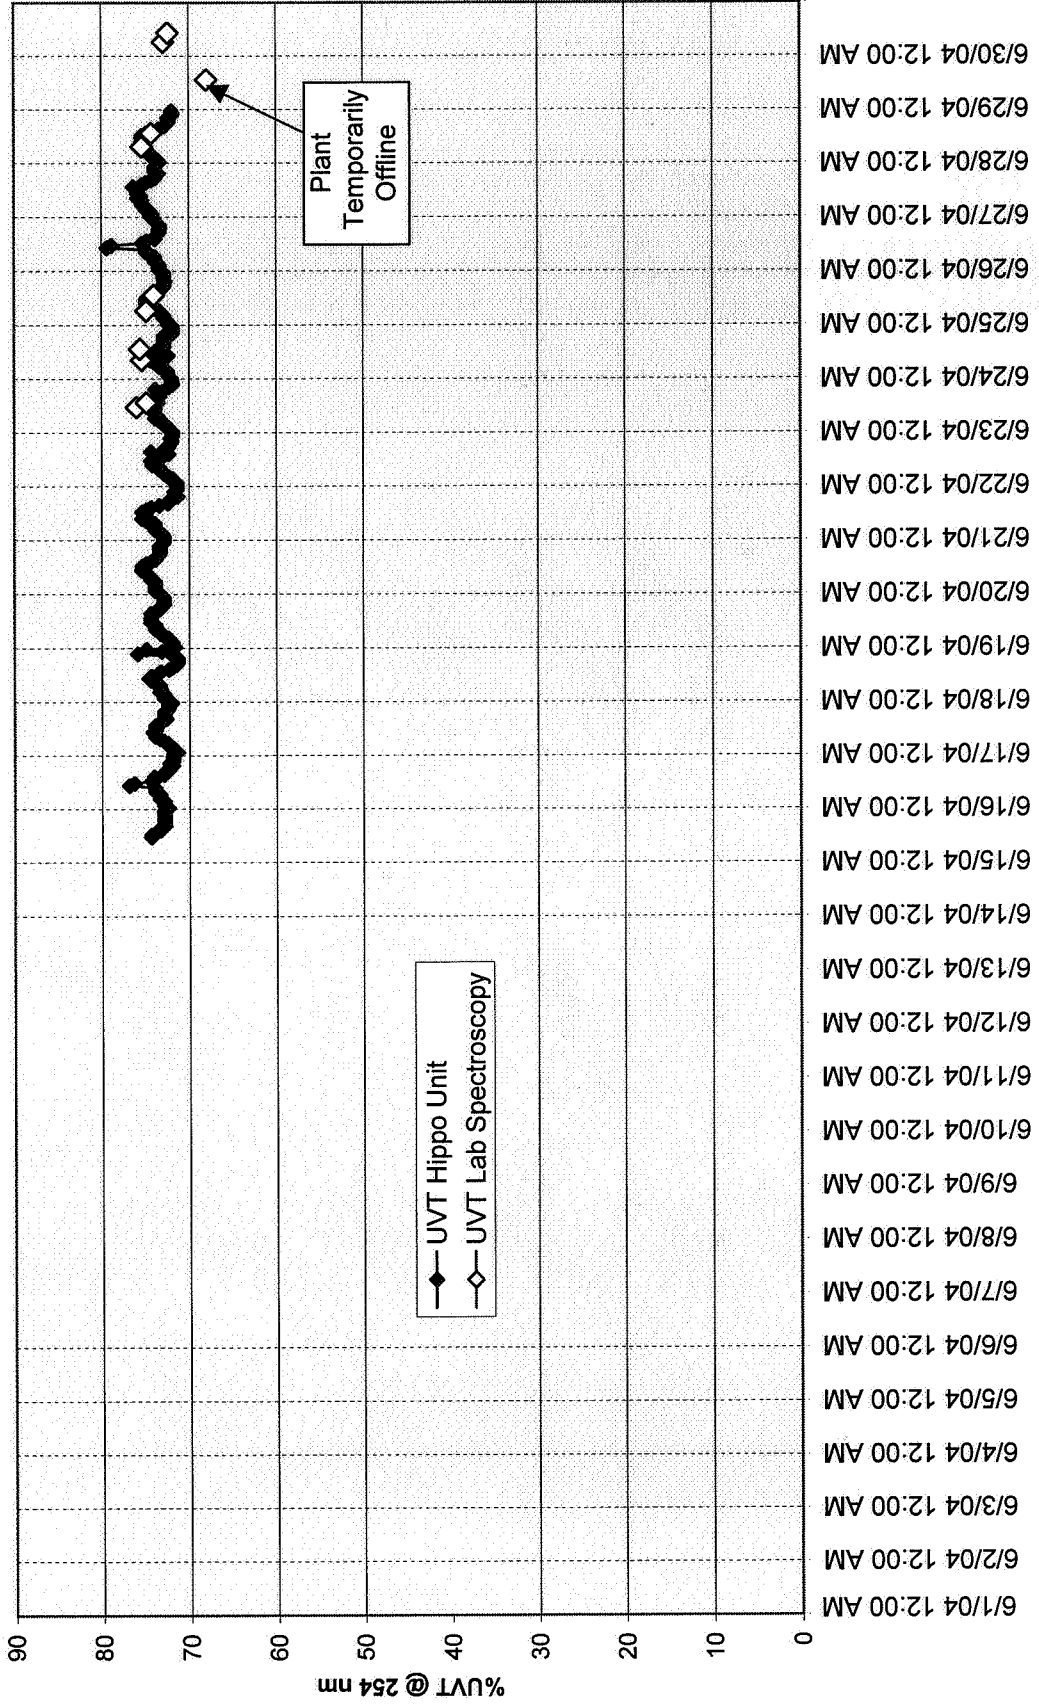 %UVT @ 254 nm
90
80
70
60
50
40
30
20
10
0
UVT Hippo Unit
UVT Lab Spectroscopy
Plant
Temporarily
Offline
6/1/04 12:00 AM
6/2/04 12:00 AM
6/3/04 12:00 AM
6/4/04 12:00 AM
6/5/04 12:00 AM
6/6/04 12:00 AM
6/7/04 12:00 AM
6/8/04 12:00 AM
6/9/04 12:00 AM
6/10/04 12:00 AM
6/11/04 12:00 AM
6/12/04 12:00 AM
6/13/04 12:00 AM
6/14/04 12:00 AM
6/15/04 12:00 AM
6/16/04 12:00 AM
6/17/04 12:00 AM
6/18/04 12:00 AM
6/19/04 12:00 AM
6/20/04 12:00 AM
6/21/04 12:00 AM
6/22/04 12:00 AM
6/23/04 12:00 AM
6/24/04 12:00 AM
6/25/04 12:00 AM
6/26/04 12:00 AM
6/27/04 12:00 AM
6/28/04 12:00 AM
6/29/04 12:00 AM
6/30/04 12:00 AM